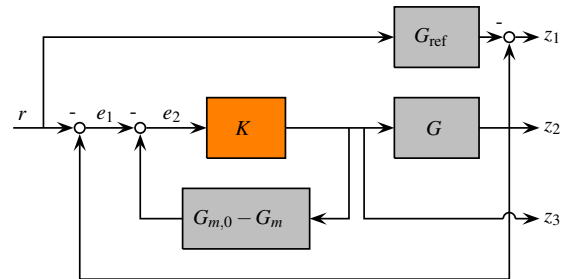 -
G_ref
z_1
r
-
e_1
-
e_2
K
G
z_2
G_{m,0} − G_m
z_3